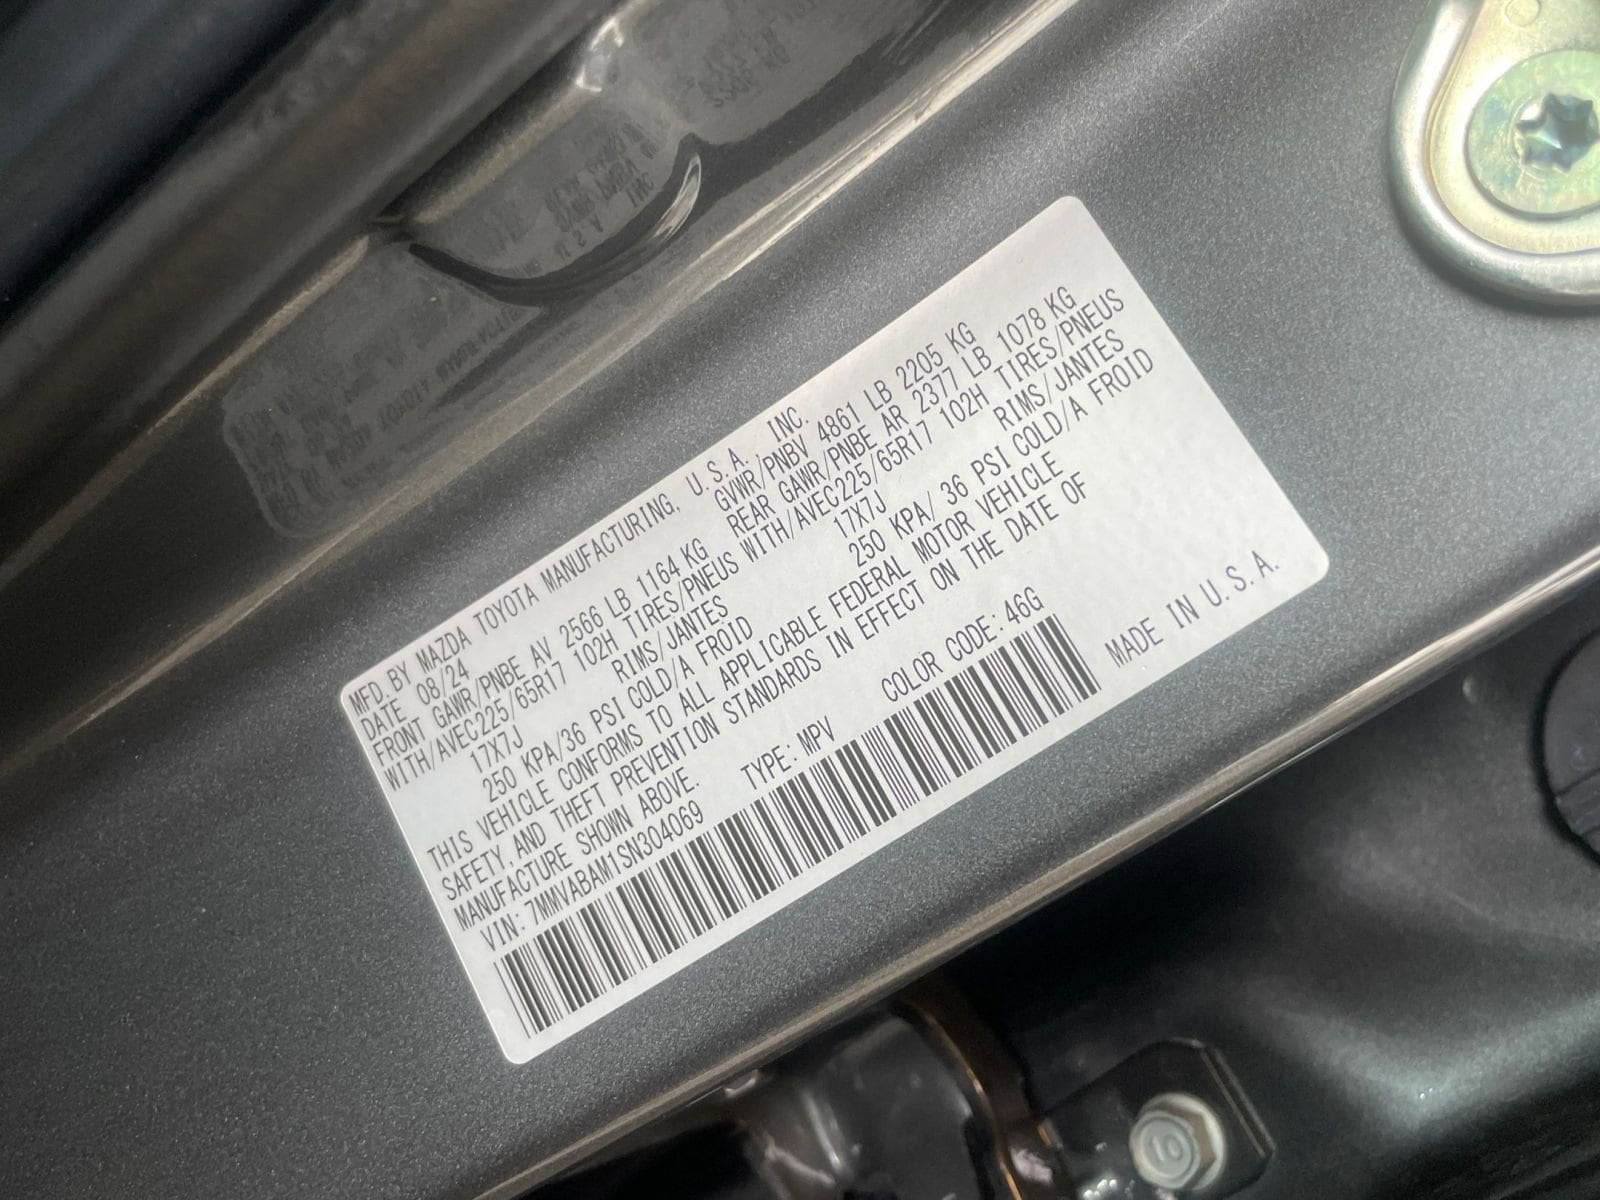 MFD. BY MAZDA TOYOTA MANUFACTURING, U.S.A. INC.
DATE 08/24 GVWR/PNBV 4861 LB 2205 KG
FRONT GAWR/PNBE AV 2566 LB 1164 KG REAR GAWR/PNBE AR 2377 LB 1078 KG
WITH/AVEC225/65R17 102H TIRES/PNEUS WITH/AVEC225/65R17 102H TIRES/PNEUS
17X7J RIMS/JANTES 17X7J RIMS/JANTES
250 KPA/36 PSI COLD/A FROID 250 KPA/ 36 PSI COLD/A FROID
THIS VEHICLE CONFORMS TO ALL APPLICABLE FEDERAL MOTOR VEHICLE
SAFETY, AND THEFT PREVENTION STANDARDS IN EFFECT ON THE DATE OF
MANUFACTURE SHOWN ABOVE.
VIN: 7MMVABAM1SN304069 TYPE: MPV COLOR CODE: 46G
MADE IN U.S.A.
10